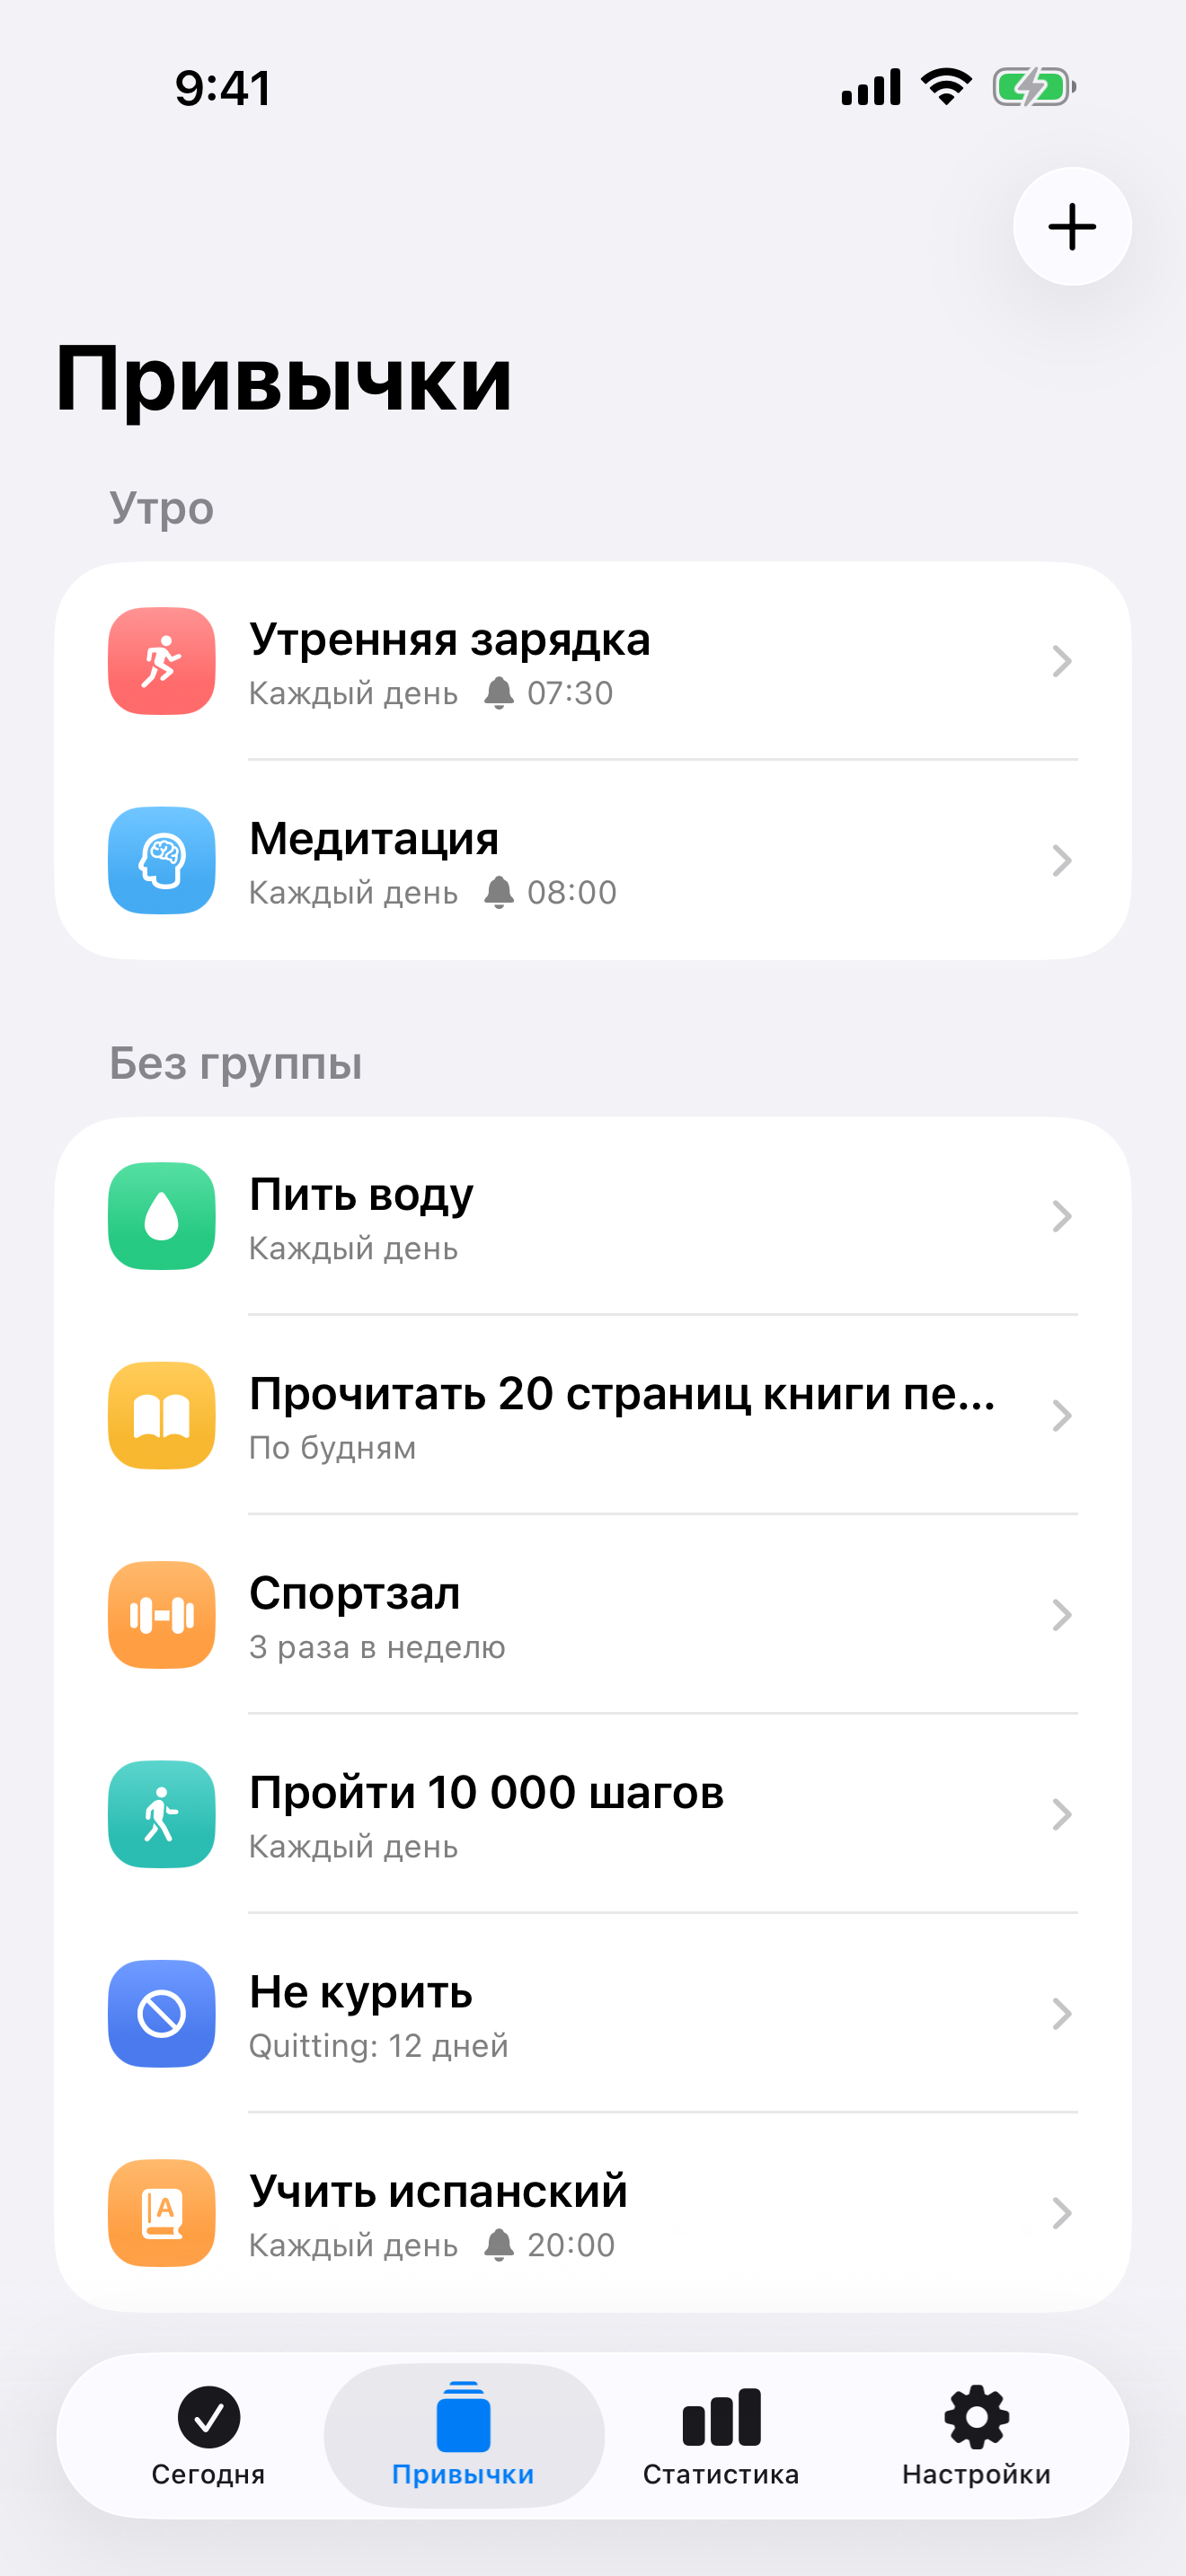 9:41
Привычки
Утро
Утренняя зарядка
Каждый день 07:30
Медитация
Каждый день 08:00
Без группы
Пить воду
Каждый день
Прочитать 20 страниц книги пе...
По будням
Спортзал
3 раза в неделю
Пройти 10 000 шагов
Каждый день
Не курить
Quitting: 12 дней
A
Учить испанский
Каждый день 20:00
Сегодня
Привычки
Статистика
Настройки